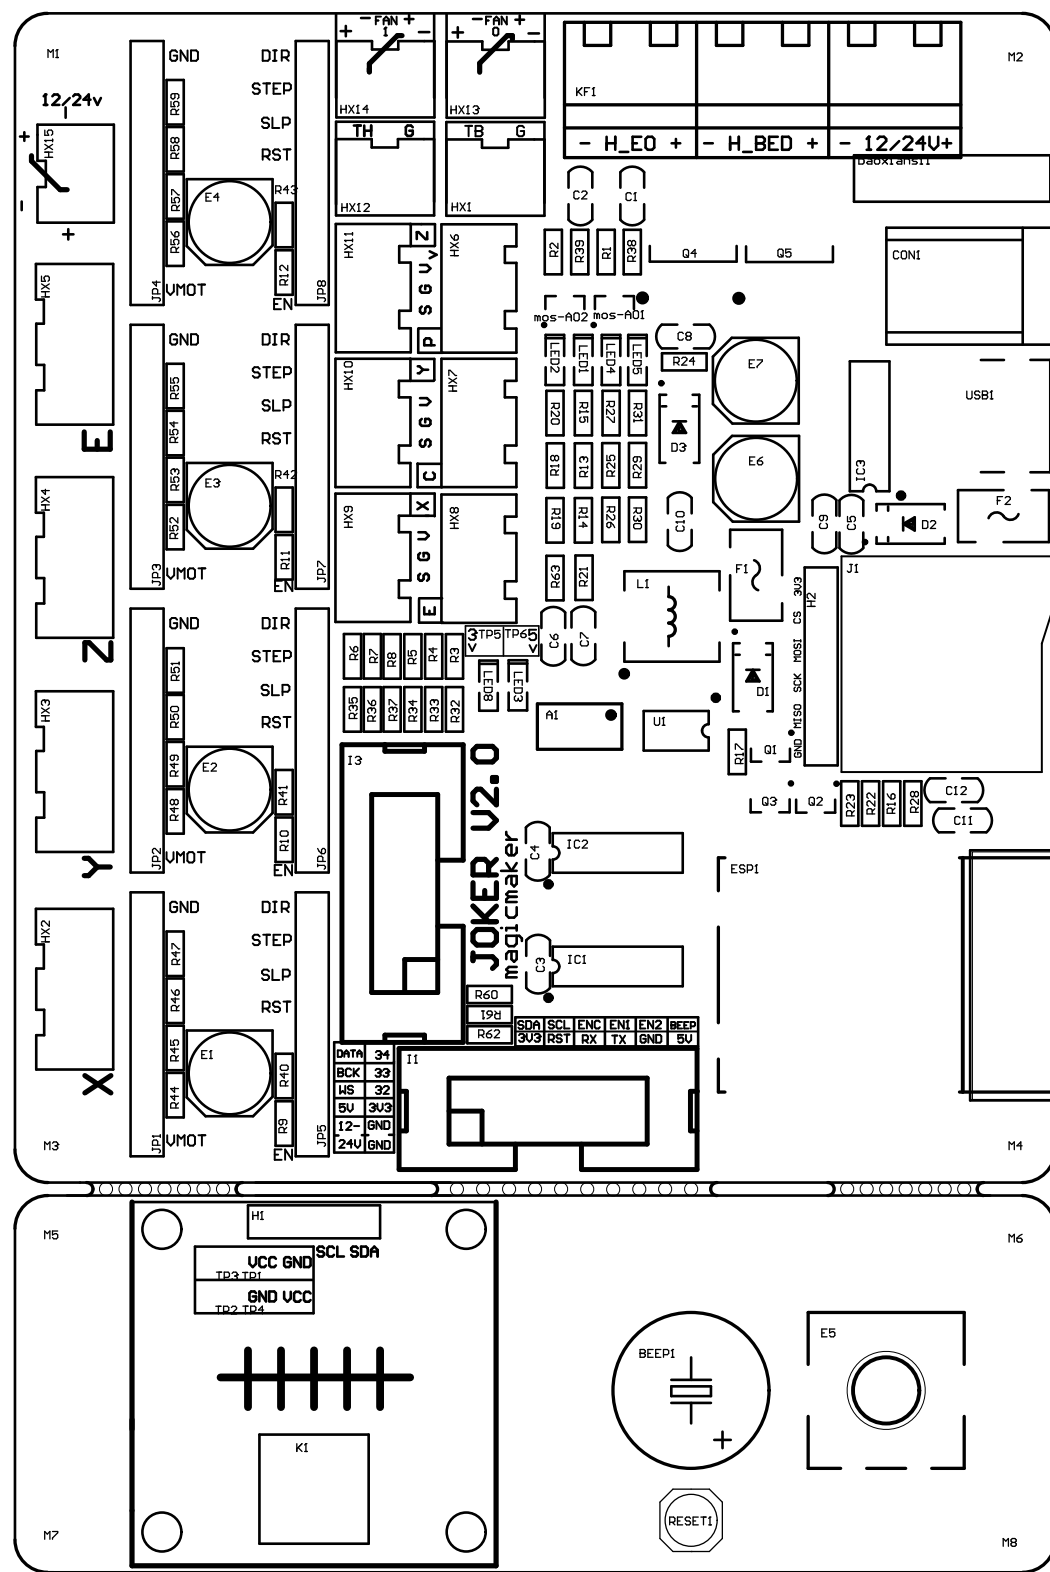 M1
GND
DIR
- FAN +
+ 1 -
- FAN +
+ 0 -
M2
STEP
12/24v
R59
KF1
HX14
HX13
SLP
TH G
TB G
- H_EO + - H_BED + - 12/24V+
HX15
R58
RST
Daoxianshi1
+
-
+
R57
E4
R43
HX12
HX1
C2
C1
R56
HX11
Z
HX6
R2
R39
R1
R38
Q4
Q5
CON1
R12
S G V
V
HX5
JP4
VMOT
EN
JP8
mos-A02
mos-A01
P
GND
DIR
LED2
LED1
LED4
LED5
C8
R24
E7
STEP
R55
HX10
Y
HX7
SLP
R20
R15
R27
R31
USB1
E
R54
RST
S G V
D3
R53
E3
R42
C
R18
R13
R25
R29
E6
IC3
HX4
R52
HX9
X
HX8
R19
R14
R26
R30
C10
C9
C5
D2
F2
R11
S G V
JP3
VMOT
EN
JP7
R63
R21
L1
F1
J1
E
H2
GND
DIR
3V
TP5
TP6
5V
C6
C7
Z
STEP
R51
R6
R7
R8
R5
R4
R3
GND MISO SCK MOSI CS 3V3
SLP
LED8
LED3
D1
HX3
R50
RST
R35
R36
R37
R34
R33
R32
A1
U1
R49
E2
I3
R17
Q1
R48
R41
Q3
Q2
R23
R22
R16
R28
C12
C11
R10
JOKER V2.0
magicmaker
C4
IC2
Y
JP2
VMOT
EN
JP6
ESP1
GND
DIR
HX2
R47
STEP
C3
IC1
SLP
R46
RST
R60
R61
R62
SDA SCL ENC EN1 EN2 BEEP
3V3 RST RX TX GND 5V
R45
E1
DATA 34
I1
X
R44
R40
BCK 33
WS 32
5V 3V3
R9
12- GND
24V GND
M3
JP1
VMOT
EN
JP5
M4
M5
H1
M6
SCL SDA
VCC GND
TP3 TP1
GND VCC
TP2 TP4
BEEP1
E5
+
K1
RESET1
M7
M8